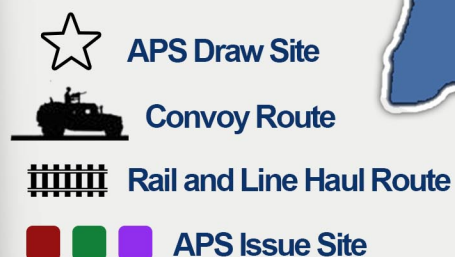 APS Draw Site
Convoy Route
Rail and Line Haul Route
APS Issue Site